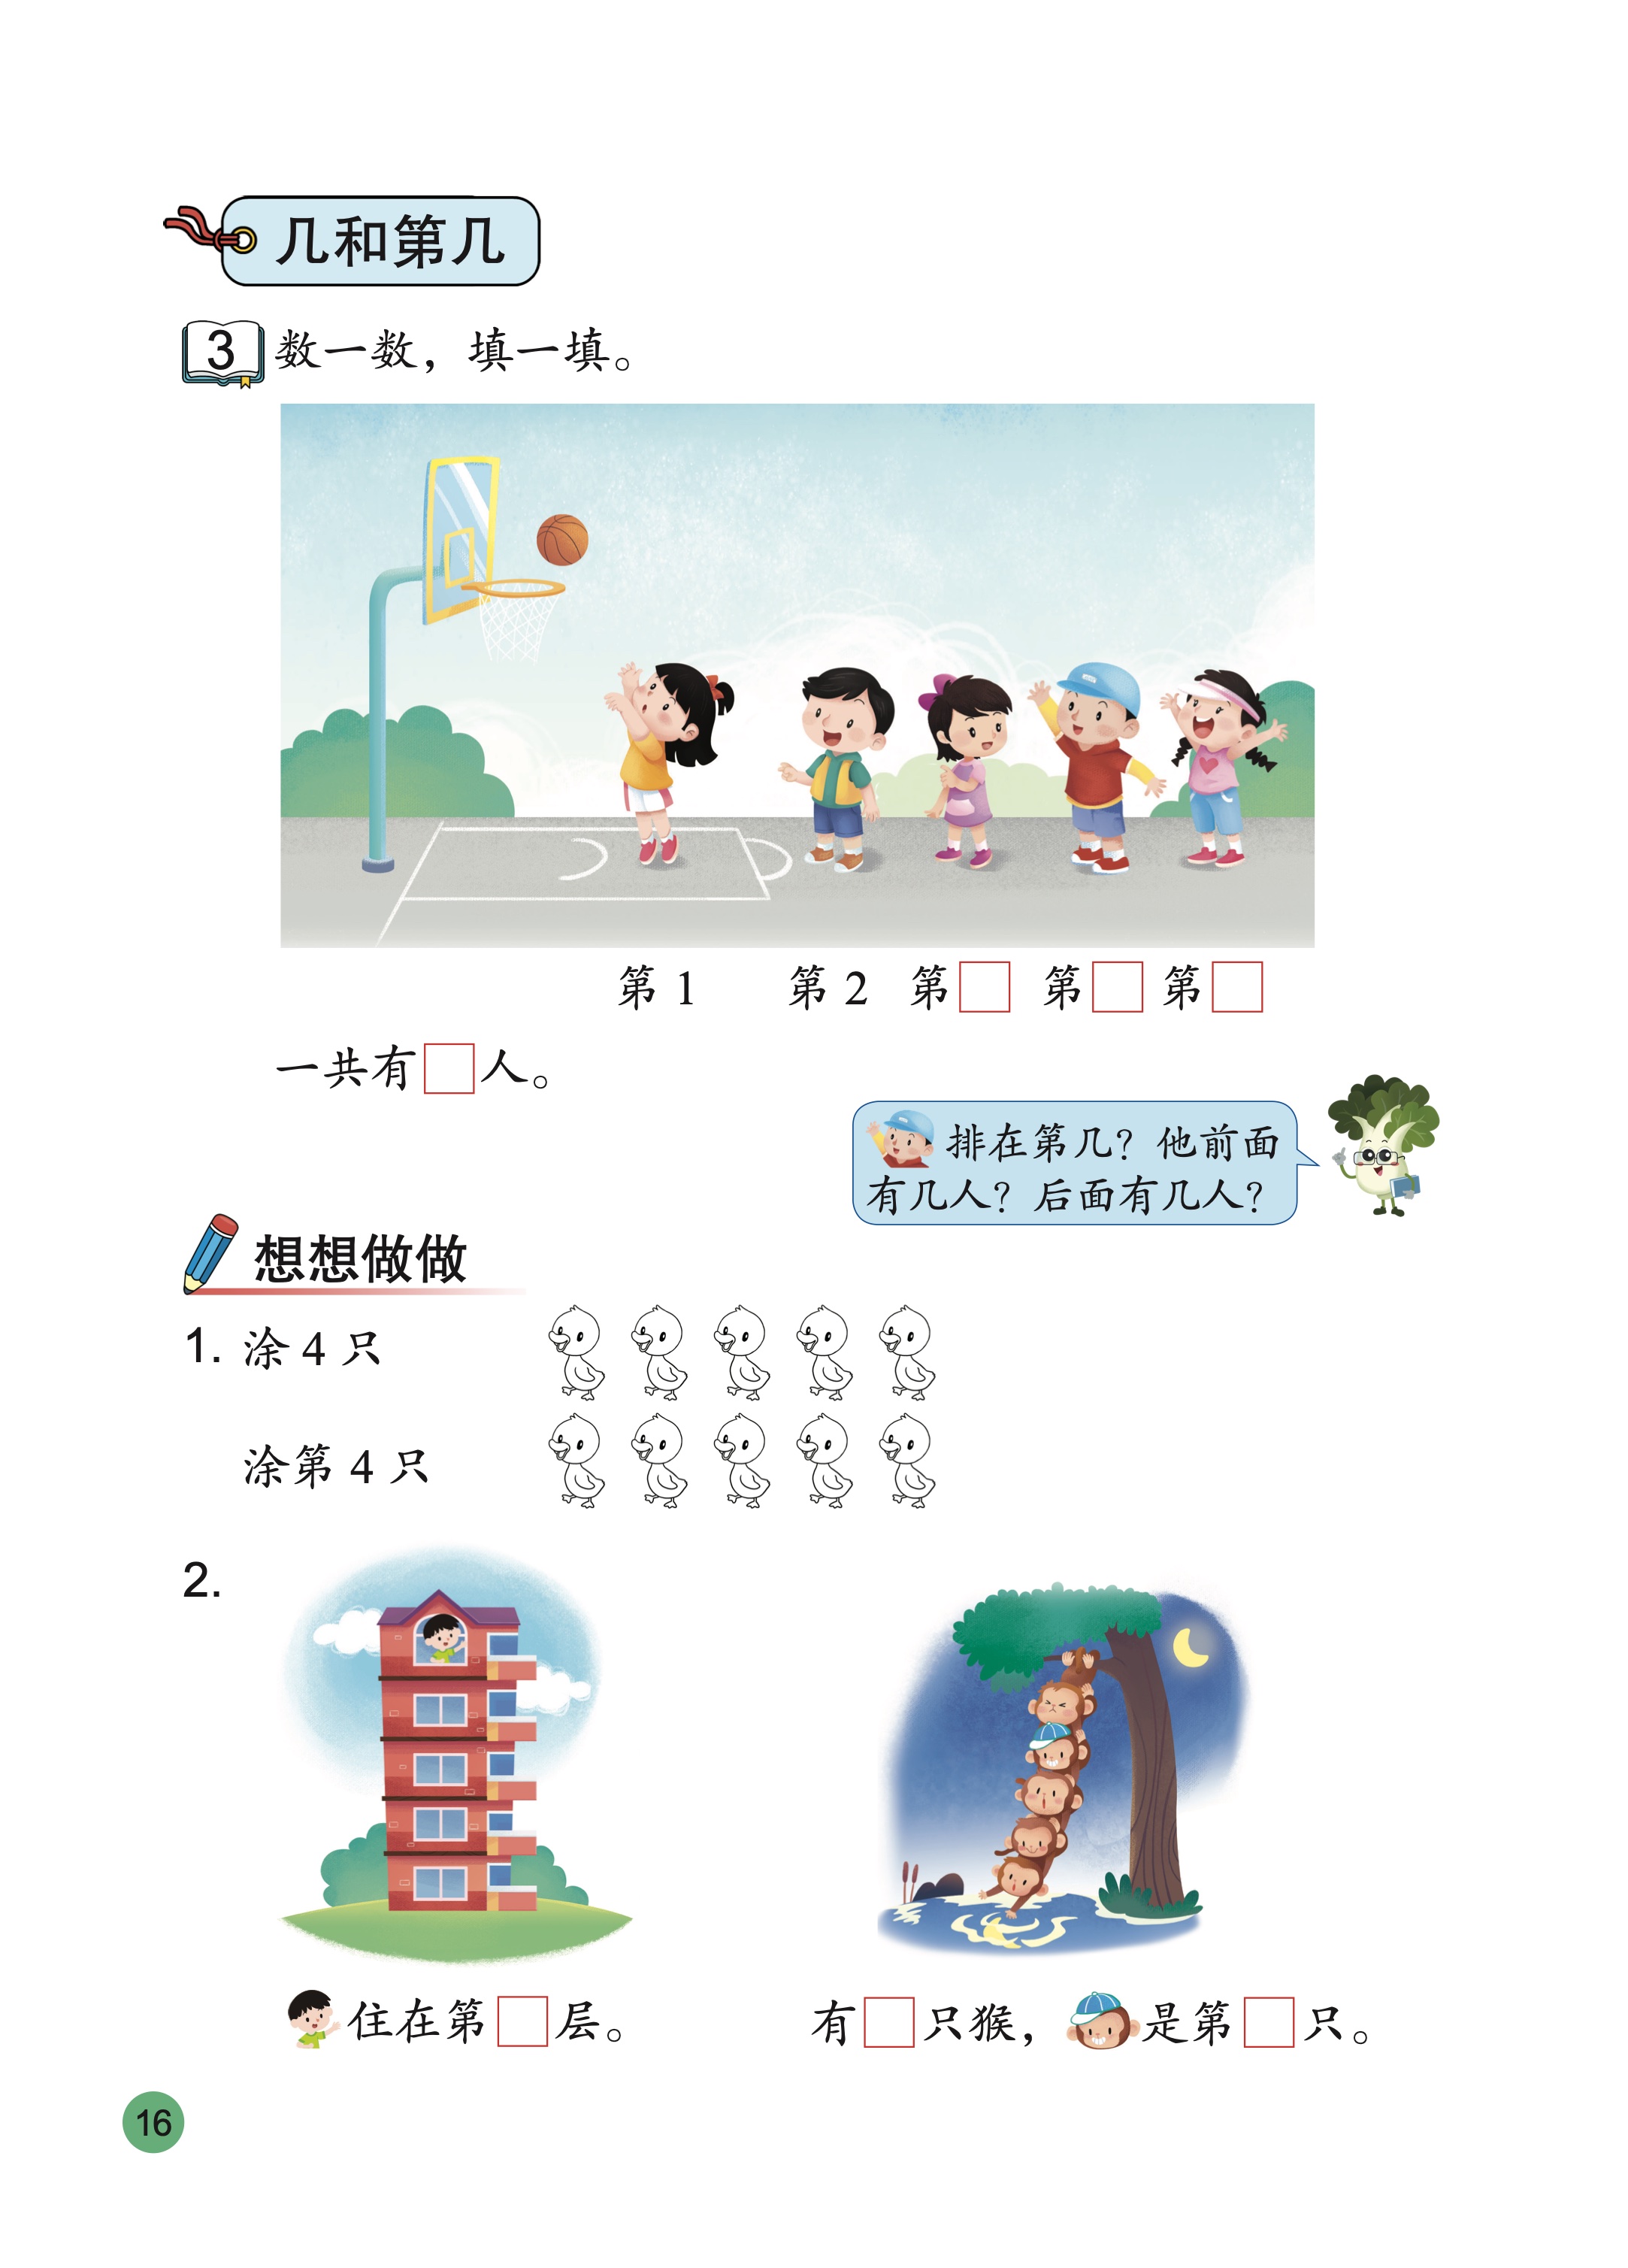 几和第几
3 数一数，填一填。
第 1 第 2 第□ 第□ 第□
一共有□人。
排在第几？他前面
有几人？后面有几人？
想想做做
1. 涂 4 只
涂第 4 只
2.
住在第□层。
有□只猴，是第□只。
16